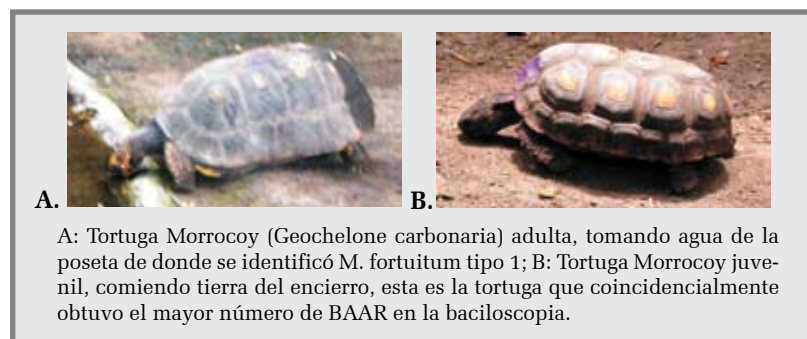 A. B.
A: Tortuga Morrocoy (Geochelone carbonaria) adulta, tomando agua de la
poseta de donde se identificó M. fortuitum tipo 1; B: Tortuga Morrocoy juve-
nil, comiendo tierra del encierro, esta es la tortuga que coincidencialmente
obtuvo el mayor número de BAAR en la baciloscopia.